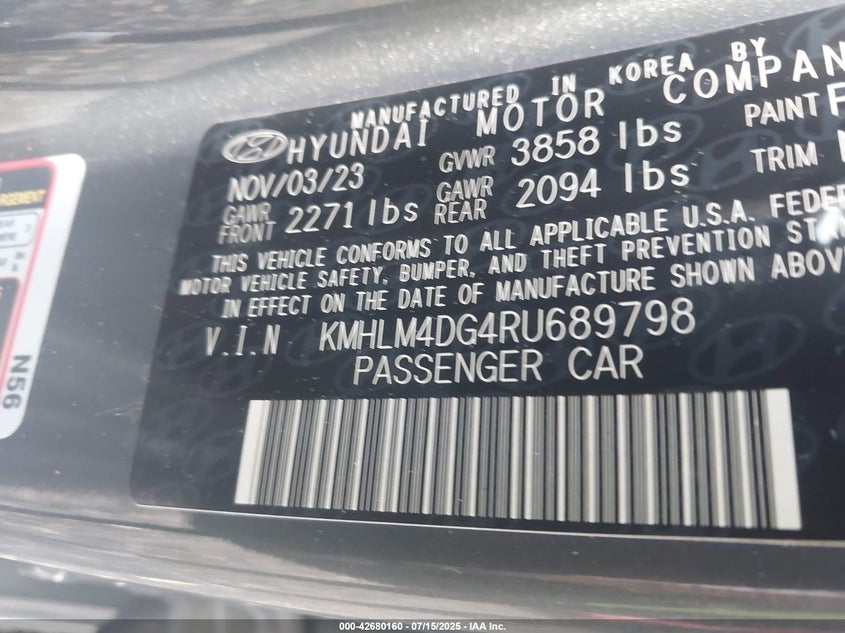 MANUFACTURED IN KOREA BY
HYUNDAI MOTOR COMPAN
NOV/03/23 GVWR 3858 lbs PAINT
GAWR FRONT 2271 lbs GAWR REAR 2094 lbs TRIM
THIS VEHICLE CONFORMS TO ALL APPLICABLE U.S.A. FEDER
MOTOR VEHICLE SAFETY, BUMPER, AND THEFT PREVENTION STAN
IN EFFECT ON THE DATE OF MANUFACTURE SHOWN ABOV
V.I.N KMHLM4DG4RU689798
PASSENGER CAR
N56
000-42680160 - 07/15/2025 - IAA Inc.